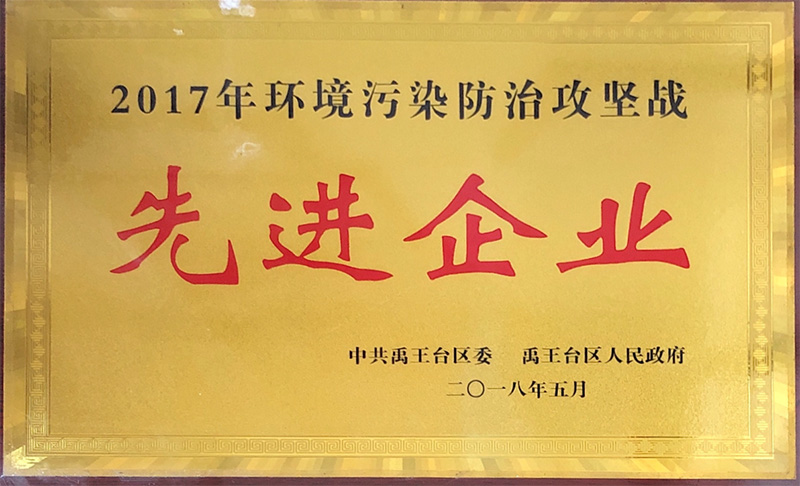 2017年环境污染防治攻坚战
先进企业
中共禹王台区委 禹王台区人民政府
二〇一八年五月